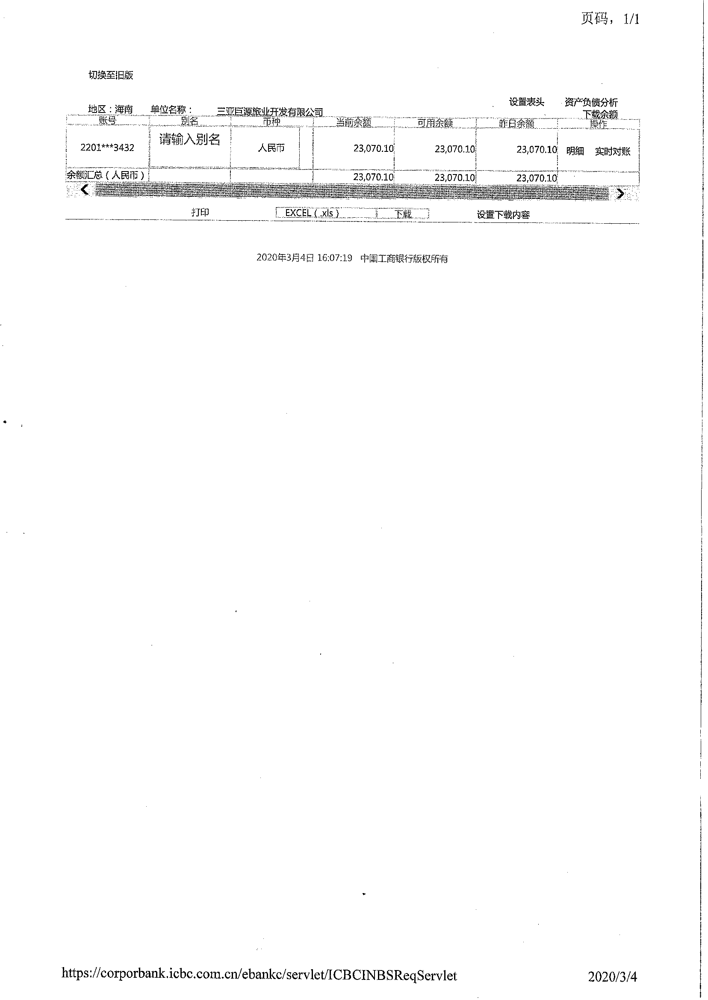 页码，1/1
切换至旧版
设置表头 资产负债分析
地区：海南 单位名称： 三亚巨源旅业开发有限公司 下载余额
账号 别名 币种 当前余额 可用余额 昨日余额 操作
2201***3432 请输入别名 人民币 23,070.10 23,070.10 23,070.10 明细 实时对账
余额汇总（人民币） 23,070.10 23,070.10 23,070.10
打印 EXCEL（.xls） 下载 设置下载内容
2020年3月4日 16:07:19 中国工商银行版权所有
https://corporbank.icbc.com.cn/ebankc/servlet/ICBCINBSReqServlet 2020/3/4